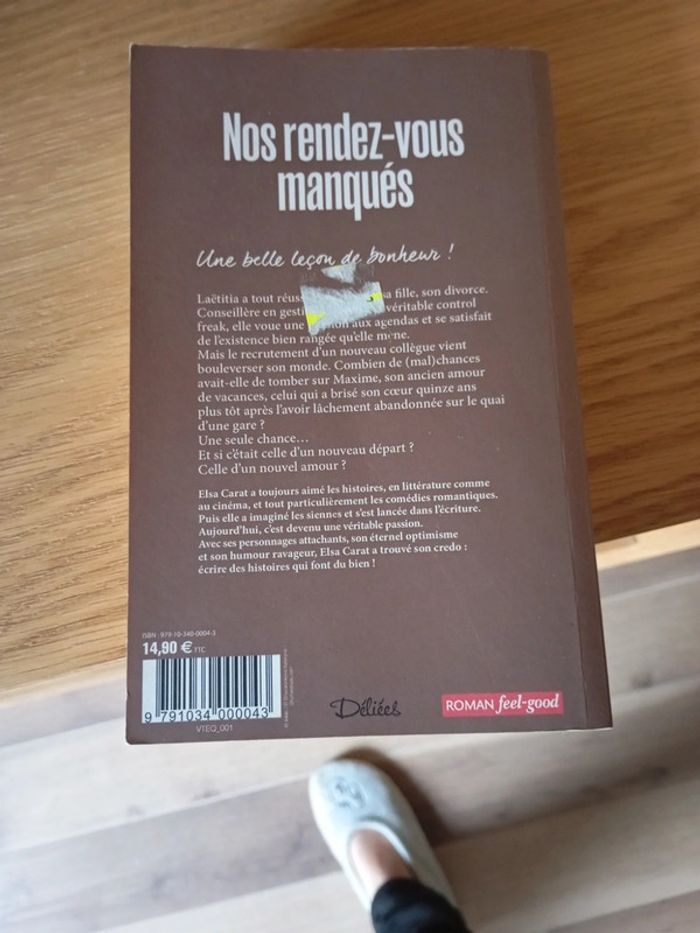 Nos rendez-vous
manqués
Une belle leçon de bonheur !
Laëtitia a tout sa fille, son divorce.
Conseillère en véritable control
freak, elle voue une aux agendas et se satisfait
de l'existence bien rangée qu'elle mène.
Mais le recrutement d'un nouveau collègue vient
bouleverser son monde. Combien de (mal)chances
avait-elle de tomber sur Maxime, son ancien amour
de vacances, celui qui a brisé son cœur quinze ans
plus tôt après l'avoir lâchement abandonnée sur le quai
d'une gare ?
Une seule chance…
Et si c'était celle d'un nouveau départ ?
Celle d'un nouvel amour ?
Elsa Carat a toujours aimé les histoires, en littérature comme
au cinéma, et tout particulièrement les comédies romantiques.
Puis elle a imaginé les siennes et s'est lancée dans l'écriture.
Aujourd'hui, c'est devenu une véritable passion.
Avec ses personnages attachants, son éternel optimisme
et son humour ravageur, Elsa Carat a trouvé son credo :
écrire des histoires qui font du bien !
ISBN : 979-10-340-0004-3
14,90 € TTC
9 791034 000043
VTEQ_001
Déliées
ROMAN feel-good